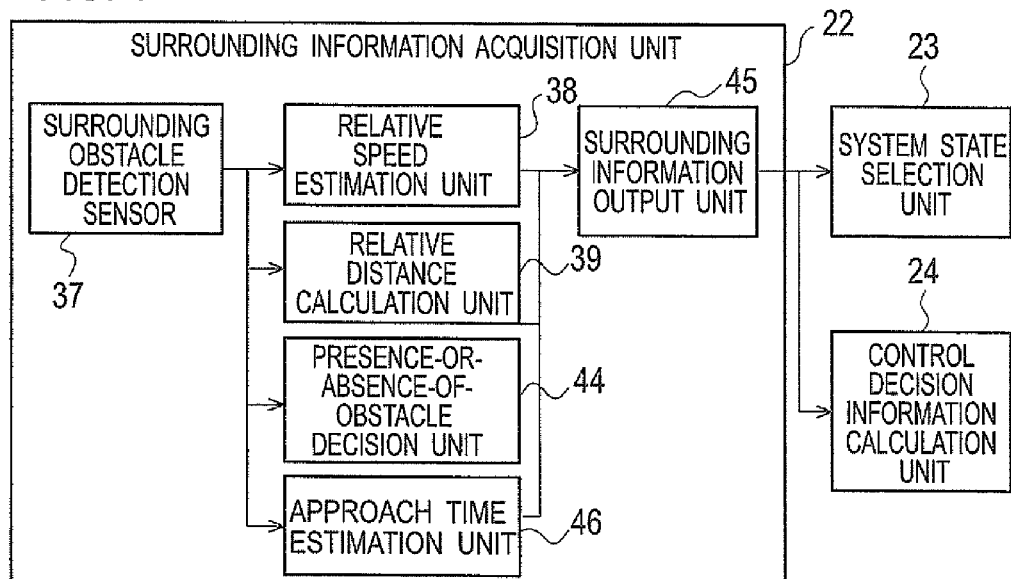 SURROUNDING INFORMATION ACQUISITION UNIT
22
SURROUNDING
OBSTACLE
DETECTION
SENSOR
37
RELATIVE
SPEED
ESTIMATION UNIT
38
RELATIVE
DISTANCE
CALCULATION UNIT
39
PRESENCE-OR-
ABSENCE-OF-
OBSTACLE
DECISION UNIT
44
APPROACH TIME
ESTIMATION UNIT
46
45
SURROUNDING
INFORMATION
OUTPUT UNIT
23
SYSTEM STATE
SELECTION
UNIT
24
CONTROL
DECISION
INFORMATION
CALCULATION
UNIT